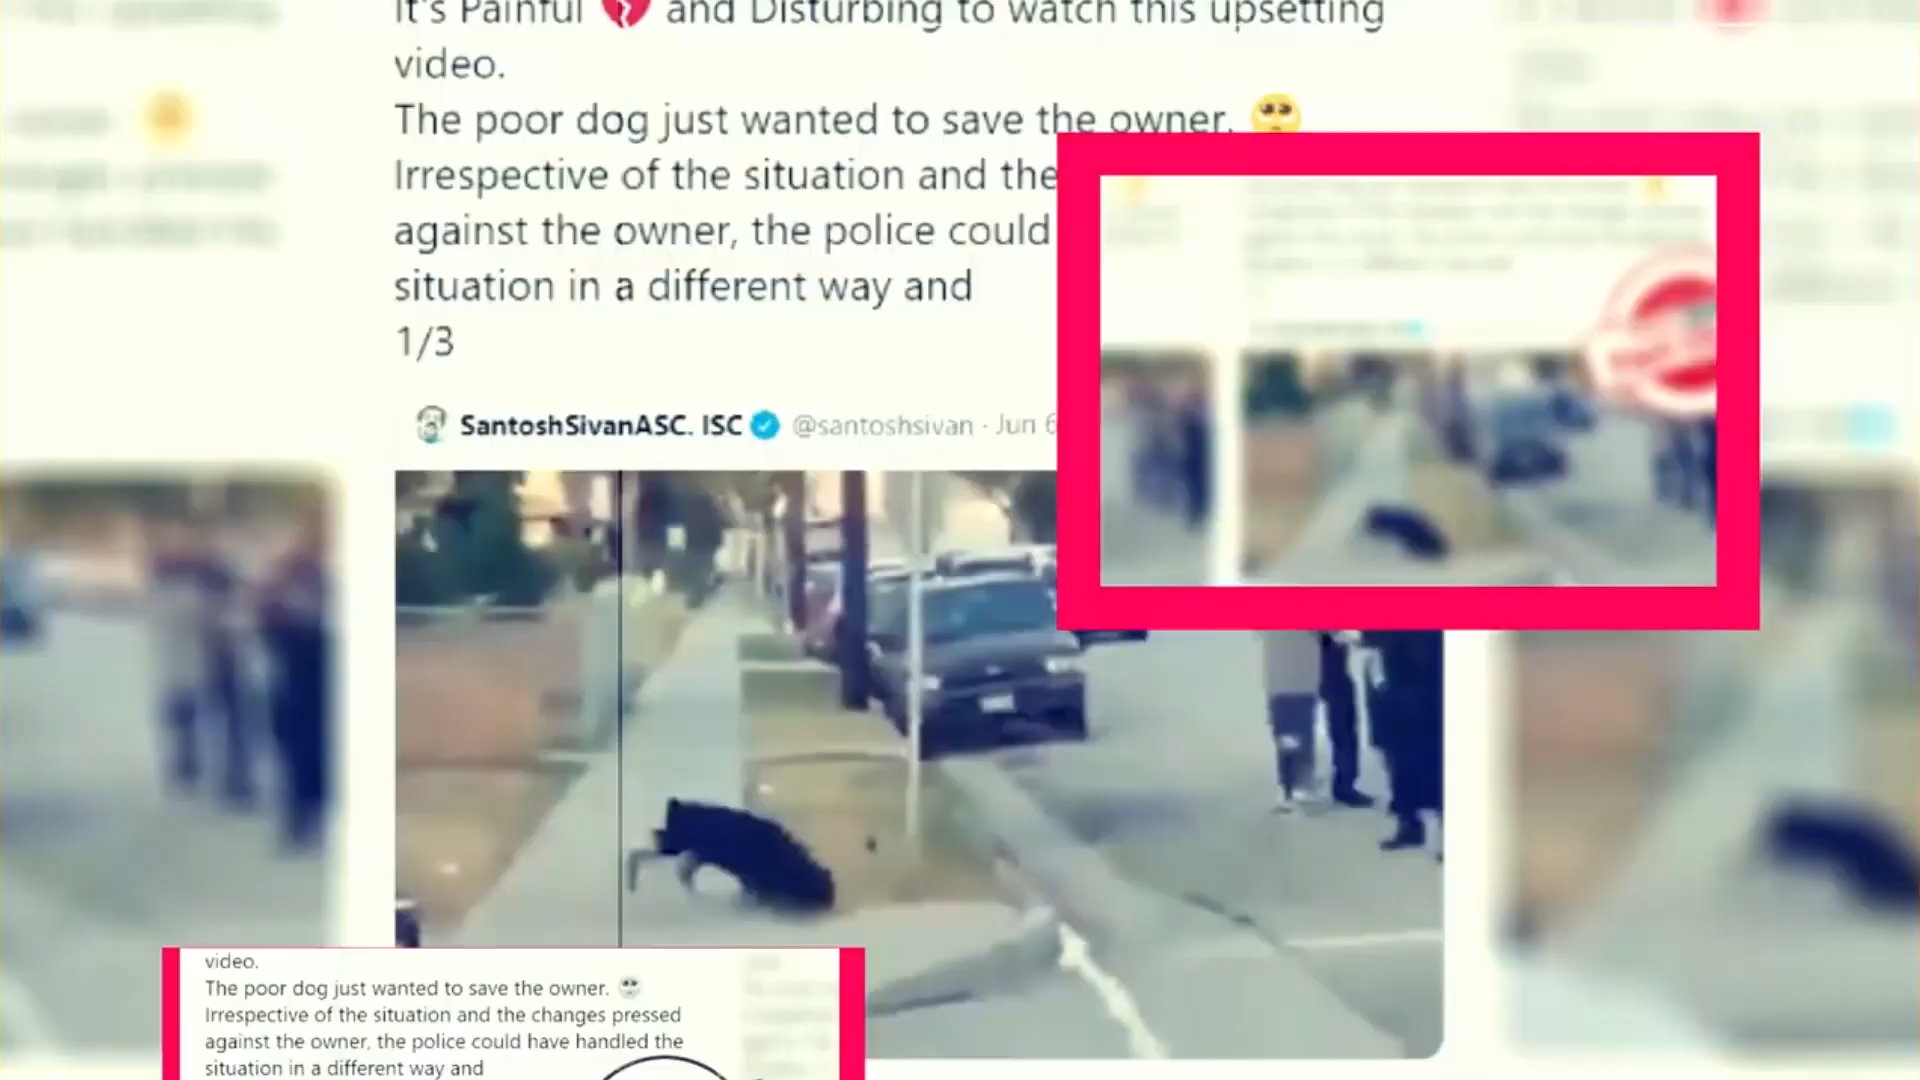 It's Painful 💔 and Disturbing to watch this upsetting
video.
The poor dog just wanted to save the owner. 🥺
Irrespective of the situation and the
against the owner, the police could
situation in a different way and
1/3
SantoshSivanASC. ISC @santoshsivan · Jun 6
video.
The poor dog just wanted to save the owner. 🥺
Irrespective of the situation and the changes pressed
against the owner, the police could have handled the
situation in a different way and